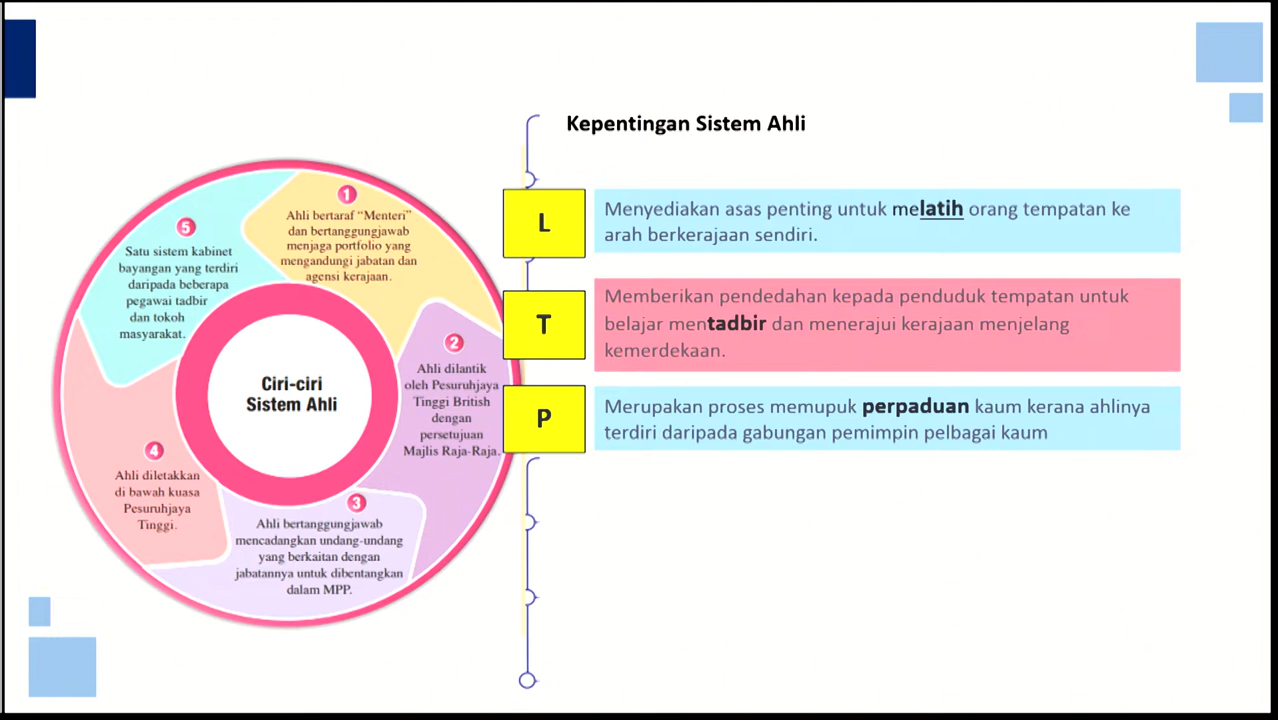 Kepentingan Sistem Ahli
1
Ahli bertaraf “Menteri”
dan bertanggungjawab
menjaga portfolio yang
mengandungi jabatan dan
agensi kerajaan.
2
Ahli dilantik
oleh Pesuruhjaya
Tinggi British
dengan
persetujuan
Majlis Raja-Raja.
3
Ahli bertanggungjawab
mencadangkan undang-undang
yang berkaitan dengan
jabatannya untuk dibentangkan
dalam MPP.
4
Ahli diletakkan
di bawah kuasa
Pesuruhjaya
Tinggi.
5
Satu sistem kabinet
bayangan yang terdiri
daripada beberapa
pegawai tadbir
dan tokoh
masyarakat.
Ciri-ciri
Sistem Ahli
L
Menyediakan asas penting untuk melatih orang tempatan ke
arah berkerajaan sendiri.
T
Memberikan pendedahan kepada penduduk tempatan untuk
belajar mentadbir dan menerajui kerajaan menjelang
kemerdekaan.
P
Merupakan proses memupuk perpaduan kaum kerana ahlinya
terdiri daripada gabungan pemimpin pelbagai kaum